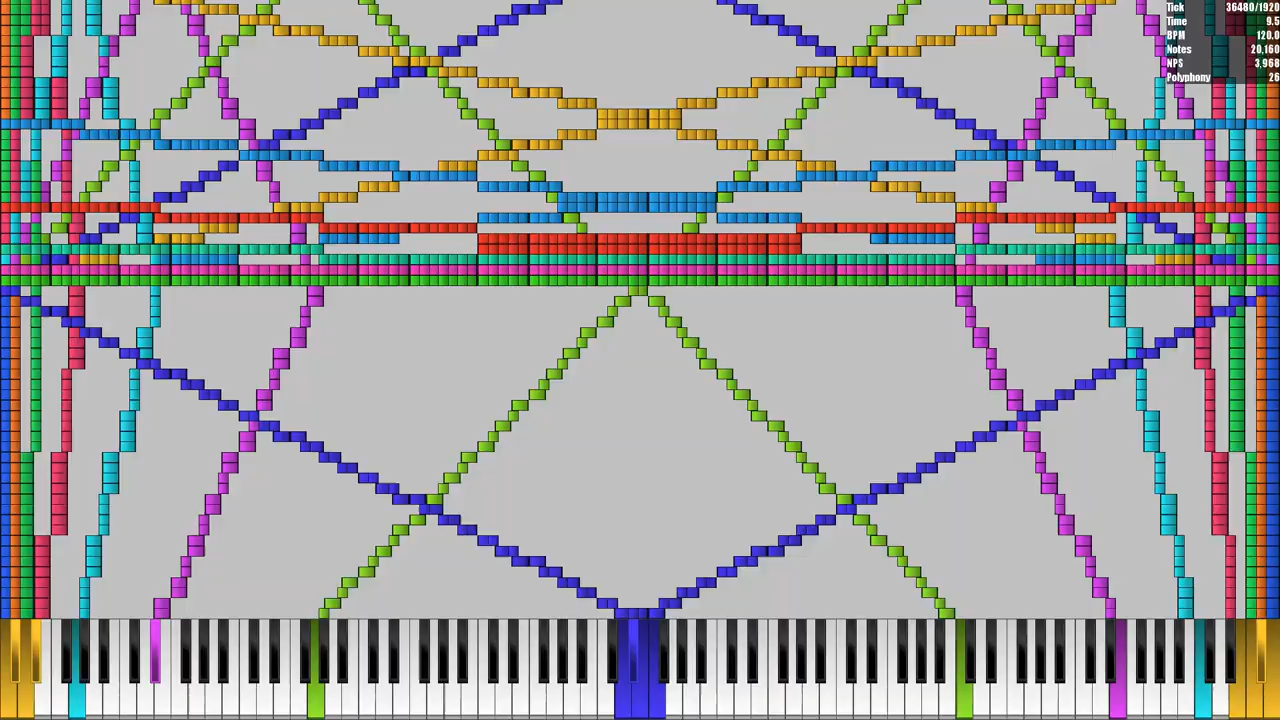 Tick 36480/1920
Time 9.5
BPM 120.0
Notes 20,160
NPS 3,968
Polyphony 26